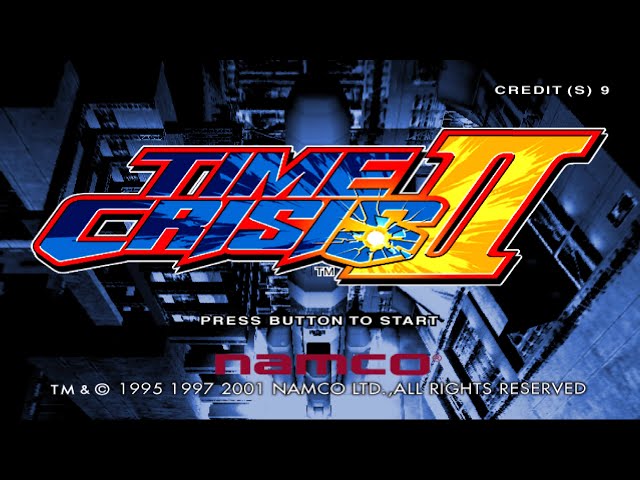 CREDIT(S) 9
TIME
CRISIS II
TM
PRESS BUTTON TO START
namco®
TM & © 1995 1997 2001 NAMCO LTD.,ALL RIGHTS RESERVED